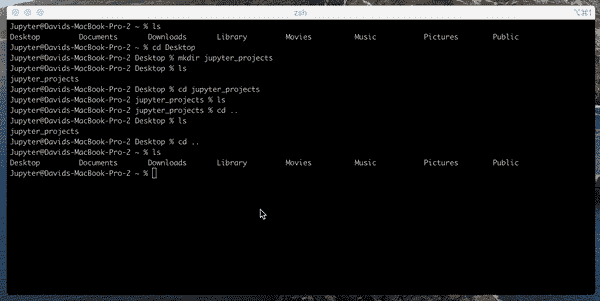 zsh
⌥⌘1
Jupyter@Davids-MacBook-Pro-2 ~ % ls
Desktop Documents Downloads Library Movies Music Pictures Public
Jupyter@Davids-MacBook-Pro-2 ~ % cd Desktop
Jupyter@Davids-MacBook-Pro-2 Desktop % mkdir jupyter_projects
Jupyter@Davids-MacBook-Pro-2 Desktop % ls
jupyter_projects
Jupyter@Davids-MacBook-Pro-2 Desktop % cd jupyter_projects
Jupyter@Davids-MacBook-Pro-2 jupyter_projects % ls
Jupyter@Davids-MacBook-Pro-2 jupyter_projects % cd ..
Jupyter@Davids-MacBook-Pro-2 Desktop % ls
jupyter_projects
Jupyter@Davids-MacBook-Pro-2 Desktop % cd ..
Jupyter@Davids-MacBook-Pro-2 ~ % ls
Desktop Documents Downloads Library Movies Music Pictures Public
Jupyter@Davids-MacBook-Pro-2 ~ %